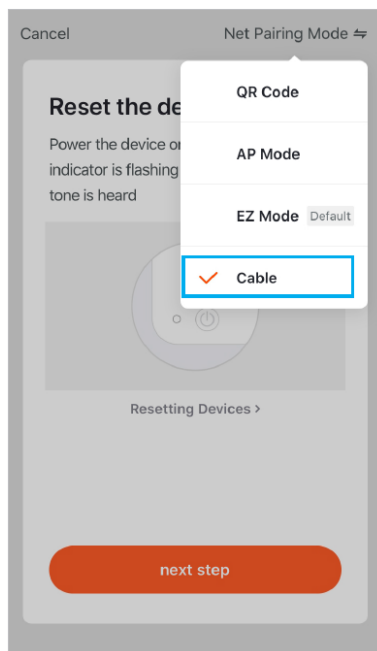 Cancel
Net Pairing Mode ⇋
QR Code
Reset the de
Power the device or
AP Mode
indicator is flashing
tone is heard
EZ Mode Default
Cable
Resetting Devices >
next step